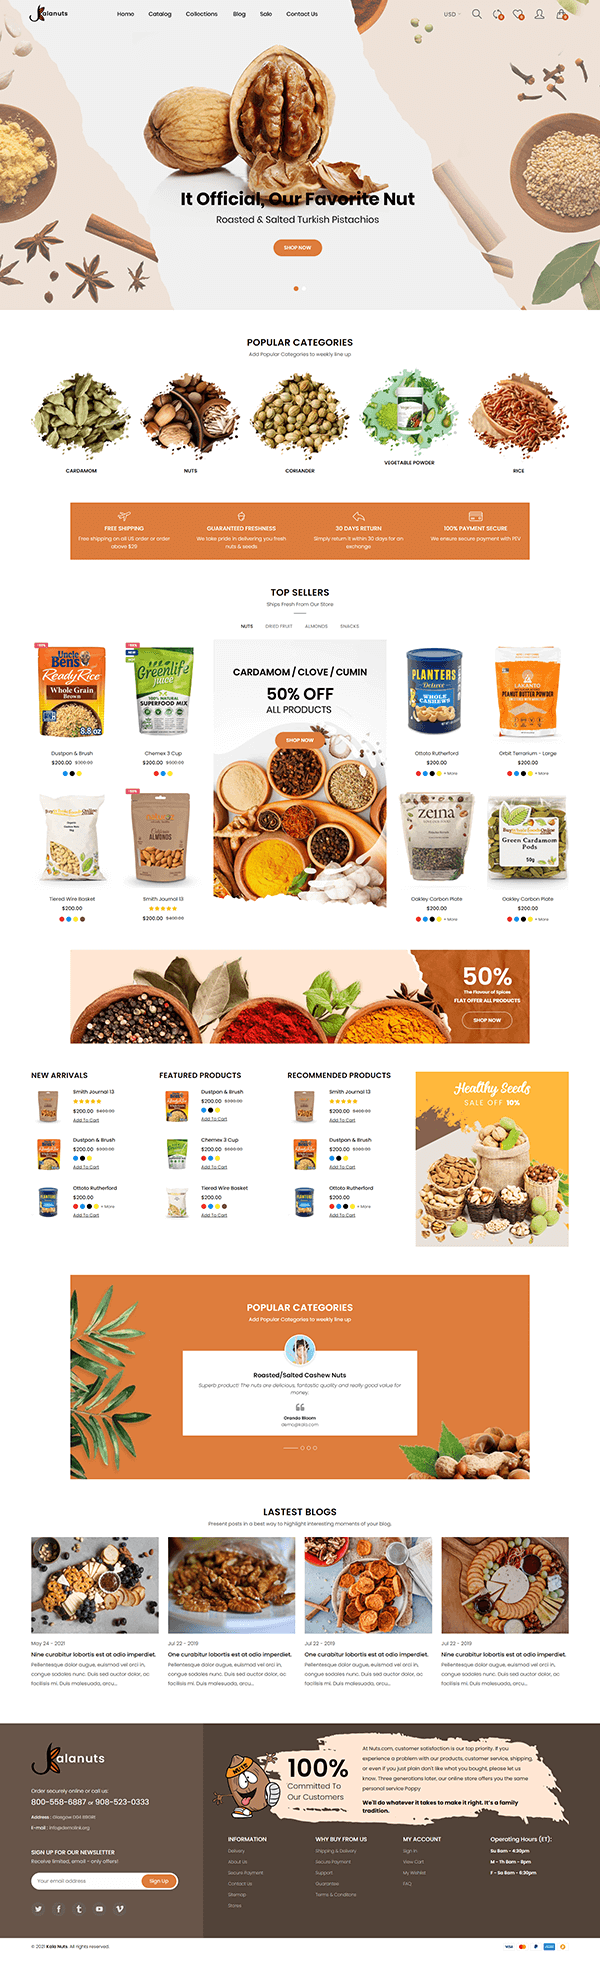 Kalanuts
Home Catalog Collections Blog Sale Contact Us USD
It Official, Our Favorite Nut
Roasted & Salted Turkish Pistachios
SHOP NOW
POPULAR CATEGORIES
Add Popular Categories to weekly line up
CARDAMOM NUTS CORIANDER VEGETABLE POWDER RICE
FREE SHIPPING GUARANTEED FRESHNESS 30 DAYS RETURN 100% PAYMENT SECURE
Free shipping on all US order or order above $29
We take pride in delivering you fresh nuts & seeds
Simply return it within 30 days for an exchange
We ensure secure payment with PEV
TOP SELLERS
Ships Fresh From Our Store
NUTS DRIED FRUIT ALMONDS SNACKS
Uncle Ben's
Ready Rice
Whole Grain
Brown
8.8 oz
Greenlife
juice
100% NATURAL
SUPERFOOD MIX
CARDAMOM / CLOVE / CUMIN
50% OFF
ALL PRODUCTS
SHOP NOW
PLANTERS
Deluxe
WHOLE
CASHEWS
LAKANTO
PEANUT BUTTER POWDER
Dustpan & Brush
$200.00 $300.00
Chemex 3 Cup
$200.00 $300.00
Ottoto Rutherford
$200.00
+ More
Orbit Terrarium - Large
$200.00
+ More
ALMONDS
zeina
Green Cardamom
Pods
50g
Tiered Wire Basket
$200.00
Smith Journal 13
$200.00 $400.00
Oakley Carbon Plate
$200.00
+ More
Oakley Carbon Plate
$200.00
+ More
50%
The Flavour of Spices
FLAT OFFER ALL PRODUCTS
SHOP NOW
NEW ARRIVALS
Smith Journal 13
$200.00 $400.00
Add To Cart
Dustpan & Brush
$200.00 $300.00
Add To Cart
Ottoto Rutherford
$200.00
+ More
Add To Cart
FEATURED PRODUCTS
Dustpan & Brush
$200.00 $300.00
Add To Cart
Chemex 3 Cup
$200.00 $300.00
Add To Cart
Tiered Wire Basket
$200.00
Add To Cart
RECOMMENDED PRODUCTS
Smith Journal 13
$200.00 $400.00
Add To Cart
Dustpan & Brush
$200.00 $300.00
Add To Cart
Ottoto Rutherford
$200.00
+ More
Add To Cart
Healthy Seeds
SALE OFF 10%
POPULAR CATEGORIES
Add Popular Categories to weekly line up
Roasted/Salted Cashew Nuts
Superb product! The nuts are delicious, fantastic quality and really good value for
money.
Orando Bloom
demo@kala.com
LASTEST BLOGS
Present posts in a best way to highlight interesting moments of your blog.
May 24 - 2021
Nine curabitur lobortis est at odio imperdiet.
Pellentesque dolor augue, euismod vel orci in,
congue sodales nunc. Duis sed auctor dolor, ac
facilisis mi. Duis malesuada, arcu...
Jul 22 - 2019
One curabitur lobortis est at odio imperdiet.
Pellentesque dolor augue, euismod vel orci in,
congue sodales nunc. Duis sed auctor dolor, ac
facilisis mi. Duis malesuada, arcu...
Jul 22 - 2019
One curabitur lobortis est at odio imperdiet.
Pellentesque dolor augue, euismod vel orci in,
congue sodales nunc. Duis sed auctor dolor, ac
facilisis mi. Duis malesuada, arcu...
Jul 22 - 2019
Nine curabitur lobortis est at odio imperdiet.
Pellentesque dolor augue, euismod vel orci in,
congue sodales nunc. Duis sed auctor dolor, ac
facilisis mi. Duis malesuada, arcu...
Kalanuts
Order securely online or call us:
800-558-6887 or 908-523-0333
Address : Glasgow D04 89GRE
E-mail : info@demolink.org
SIGN UP FOR OUR NEWSLETTER
Receive limited, email - only offers!
Your email address
Sign Up
NUTS
100%
Committed To
Our Customers
At Nuts.com, customer satisfaction is our top priority. If you
experience a problem with our products, customer service, shipping,
or even if you just plain don't like what you bought, please let us
know. Three generations later, our online store offers you the same
personal service Poppy
We'll do whatever it takes to make it right. It's a family
tradition.
INFORMATION
Delivery
About Us
Secure Payment
Contact Us
Sitemap
Stores
WHY BUY FROM US
Shipping & Delivery
Secure Payment
Support
Guarantee
Terms & Conditions
MY ACCOUNT
Sign In
View Cart
My Wishlist
FAQ
Operating Hours (ET):
Su 8am - 4:30pm
M - Th 8am - 8pm
F - Sa 8am - 6:30pm
© 2021 Kala Nuts. All rights reserved.
VISA